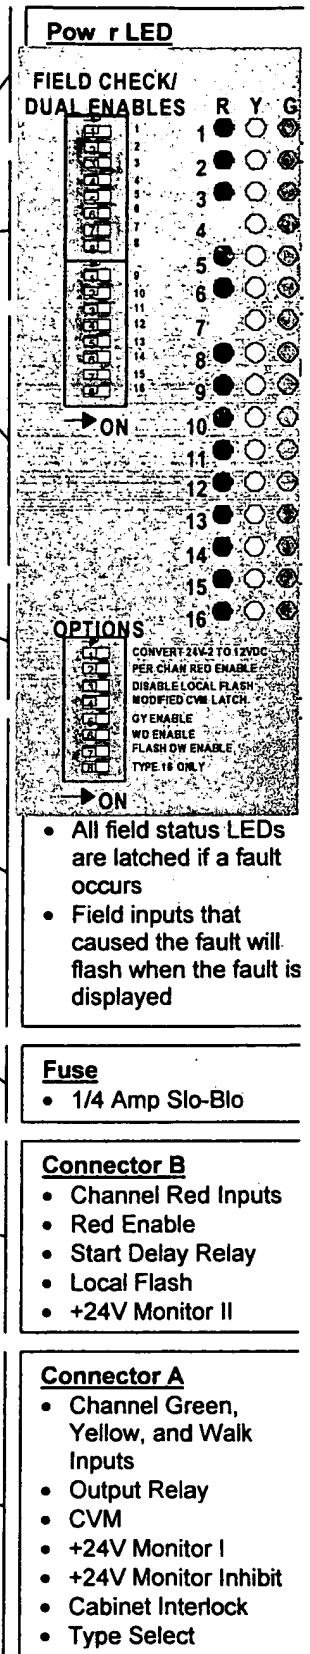 Pow r LED
FIELD CHECK/
DUAL ENABLES R Y G
1
2
3
4
5
6
7
8
9
10
11
12
13
14
15
16
1
2
3
4
5
6
7
8
9
10
11
12
13
14
15
16
ON
OPTIONS
CONVERT 24V-2 TO 12VDC
PER CHAN RED ENABLE
DISABLE LOCAL FLASH
MODIFIED CVM LATCH
GY ENABLE
WD ENABLE
FLASH DW ENABLE
TYPE 16 ONLY
ON
• All field status LEDs
are latched if a fault
occurs
• Field inputs that
caused the fault will
flash when the fault is
displayed
Fuse
• 1/4 Amp Slo-Blo
Connector B
• Channel Red Inputs
• Red Enable
• Start Delay Relay
• Local Flash
• +24V Monitor II
Connector A
• Channel Green,
Yellow, and Walk
Inputs
• Output Relay
• CVM
• +24V Monitor I
• +24V Monitor Inhibit
• Cabinet Interlock
• Type Select